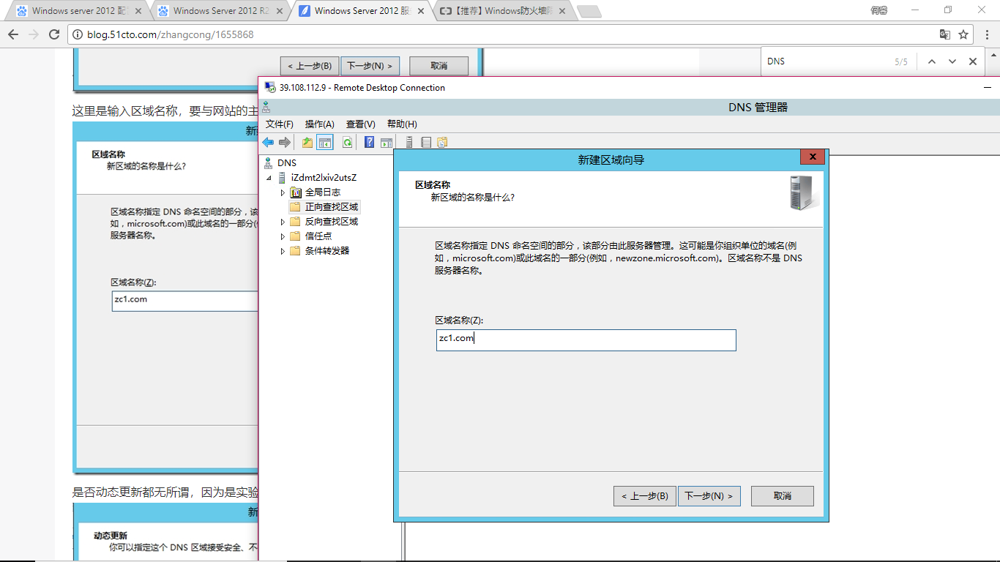 Windows server 2012 配
Windows Server 2012 R2
Windows Server 2012 服
【推荐】Windows防火墙
何睿
blog.51cto.com/zhangcong/1655868
DNS
5/5
< 上一步(B)
下一步(N) >
取消
39.108.112.9 - Remote Desktop Connection
这里是输入区域名称，要与网站的主
DNS 管理器
文件(F) 操作(A) 查看(V) 帮助(H)
新
区域名称
新区域的名称是什么?
区域名称指定 DNS 命名空间的部分，该
如，microsoft.com)或此域名的一部分(
服务器名称。
区域名称(Z):
zc1.com
是否动态更新都无所谓，因为是实验
新
动态更新
你可以指定这个 DNS 区域接受安全、不
DNS
iZdmt2lxiv2utsZ
全局日志
正向查找区域
反向查找区域
信任点
条件转发器
新建区域向导
区域名称
新区域的名称是什么?
区域名称指定 DNS 命名空间的部分，该部分由此服务器管理。这可能是你组织单位的域名(例
如，microsoft.com)或此域名的一部分(例如，newzone.microsoft.com)。区域名称不是 DNS
服务器名称。
区域名称(Z):
zc1.com
< 上一步(B)
下一步(N) >
取消